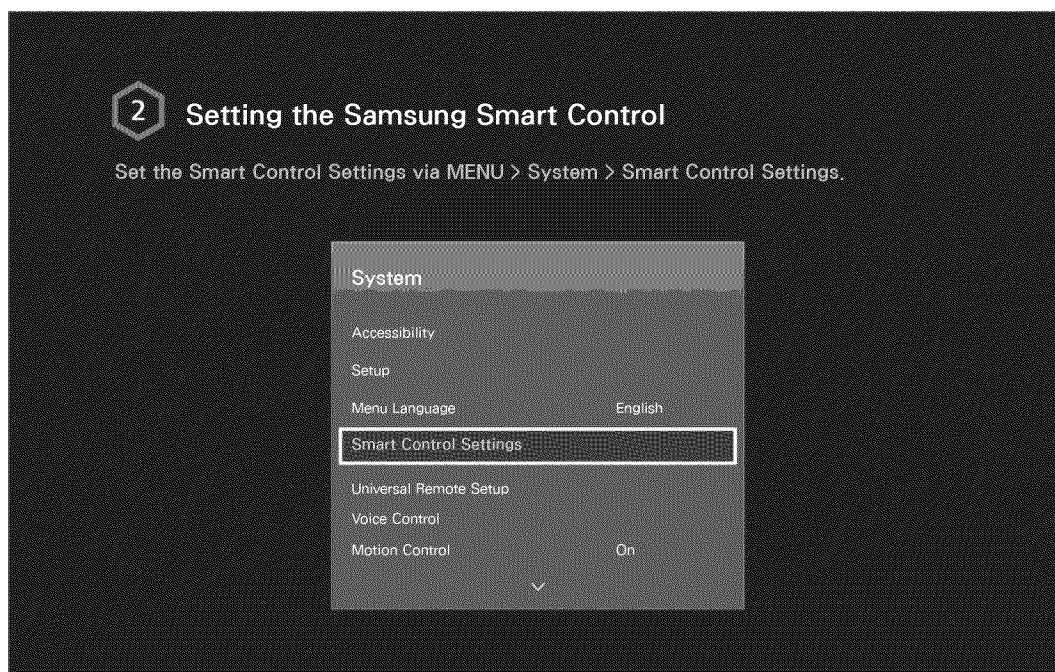 2 Setting the Samsung Smart Control
Set the Smart Control Settings via MENU > System > Smart Control Settings.
System
Accessibility
Setup
Menu Language English
Smart Control Settings
Universal Remote Setup
Voice Control
Motion Control On